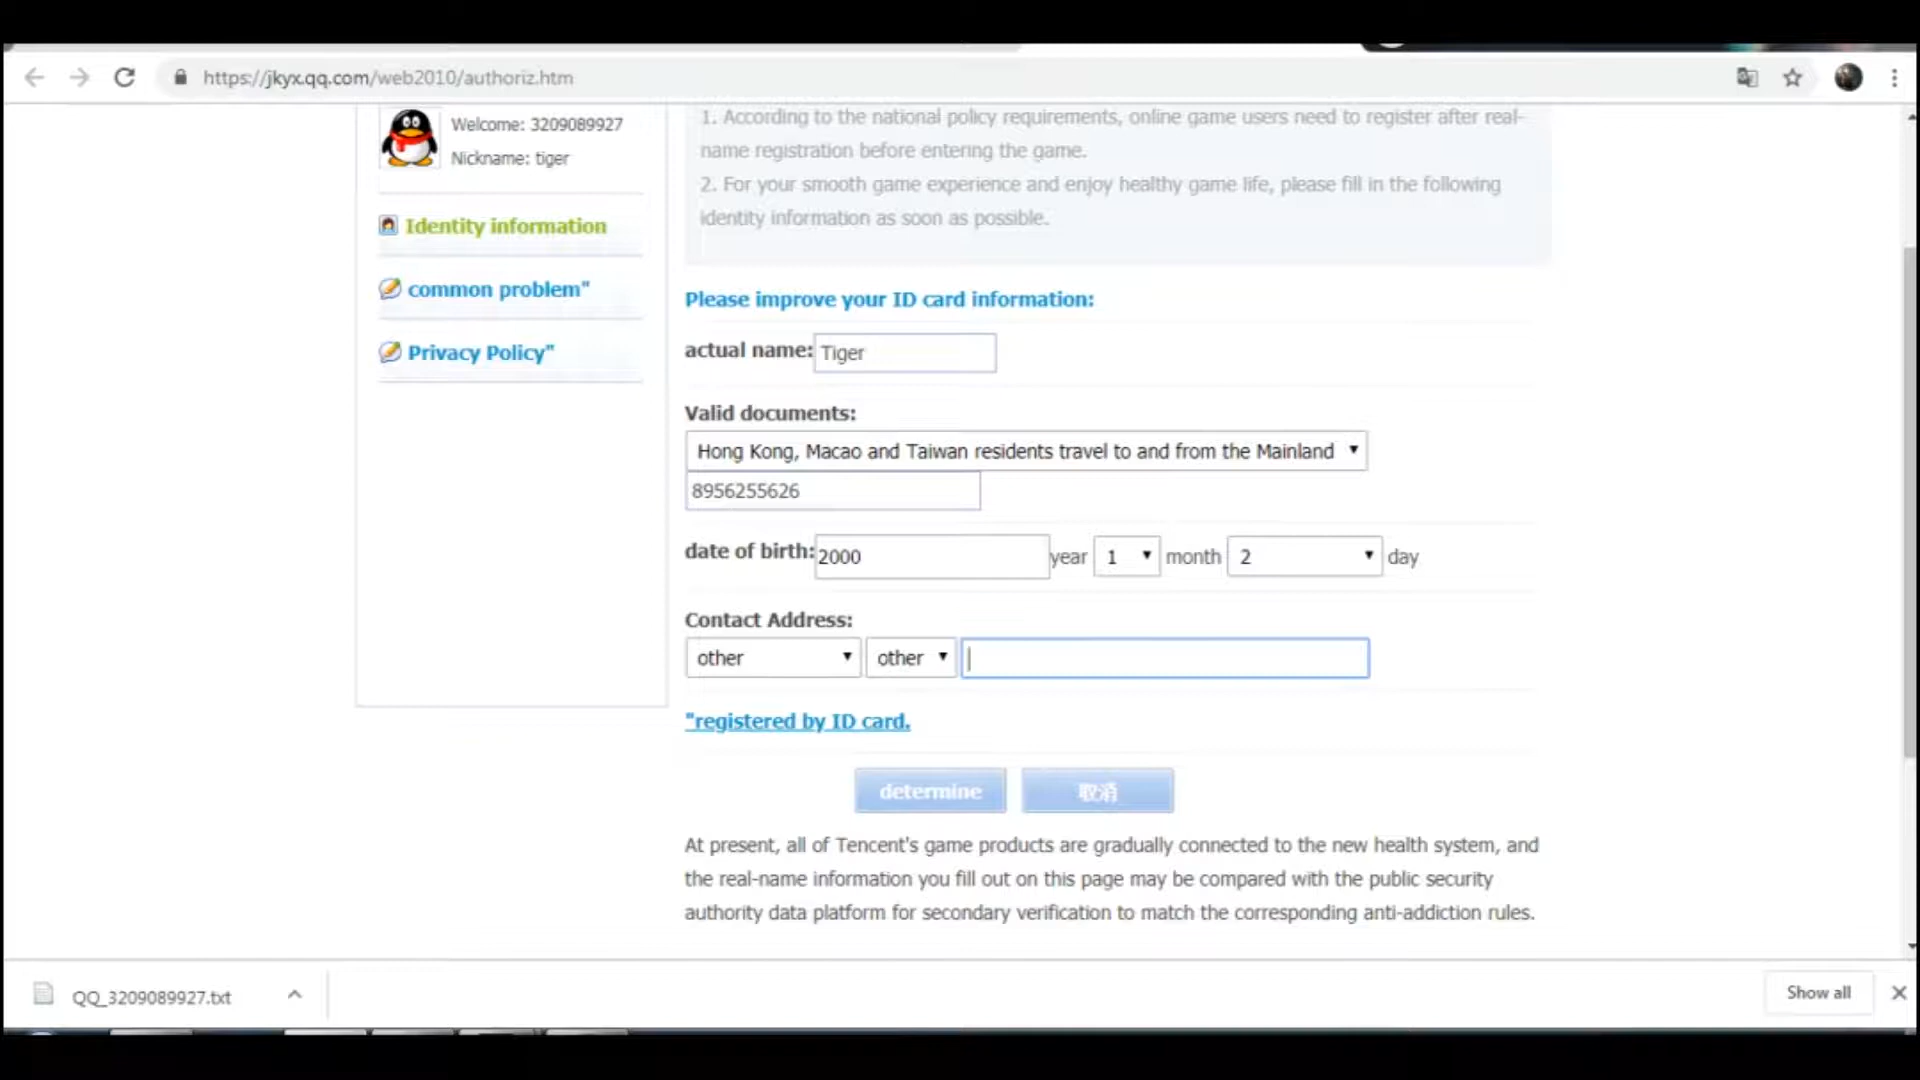 https://jkyx.qq.com/web2010/authoriz.htm
Welcome: 3209089927
Nickname: tiger
Identity information
common problem"
Privacy Policy"
1. According to the national policy requirements, online game users need to register after real-
name registration before entering the game.
2. For your smooth game experience and enjoy healthy game life, please fill in the following
identity information as soon as possible.
Please improve your ID card information:
actual name: Tiger
Valid documents:
Hong Kong, Macao and Taiwan residents travel to and from the Mainland
8956255626
date of birth: 2000 year 1 month 2 day
Contact Address:
other other
"registered by ID card.
determine 取消
At present, all of Tencent's game products are gradually connected to the new health system, and
the real-name information you fill out on this page may be compared with the public security
authority data platform for secondary verification to match the corresponding anti-addiction rules.
QQ_3209089927.txt
Show all